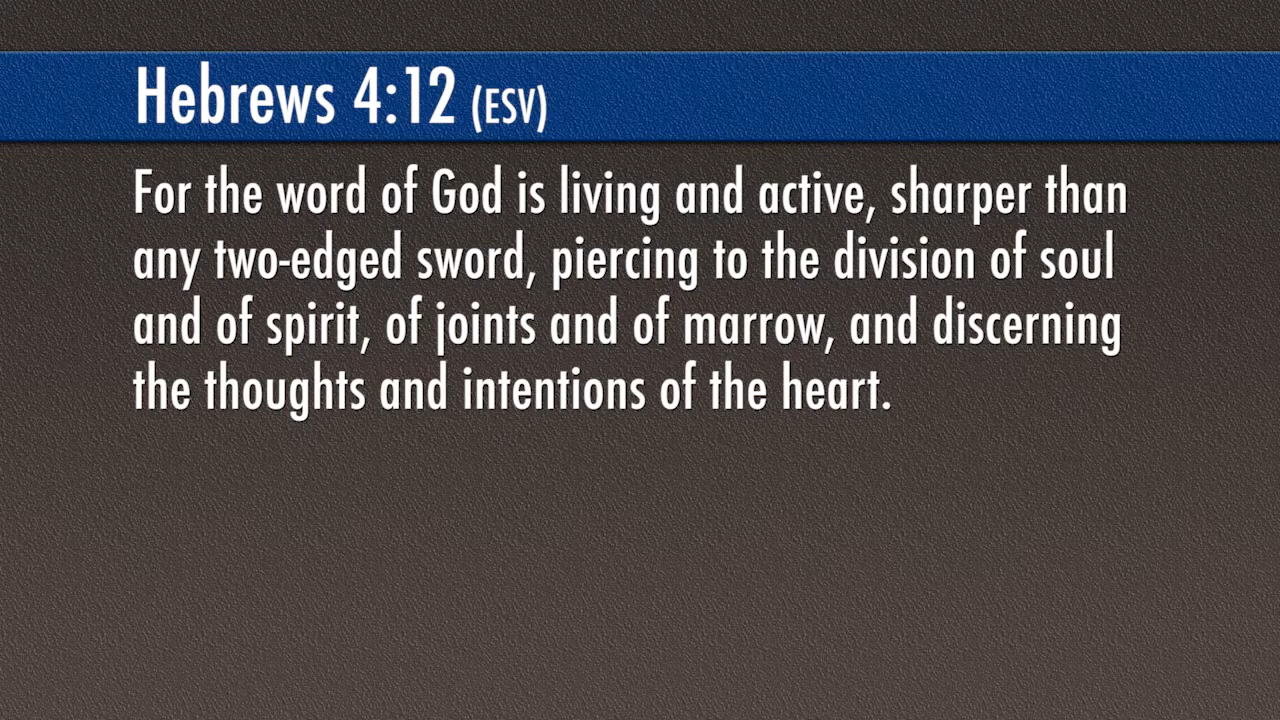 Hebrews 4:12 (ESV)
For the word of God is living and active, sharper than
any two-edged sword, piercing to the division of soul
and of spirit, of joints and of marrow, and discerning
the thoughts and intentions of the heart.